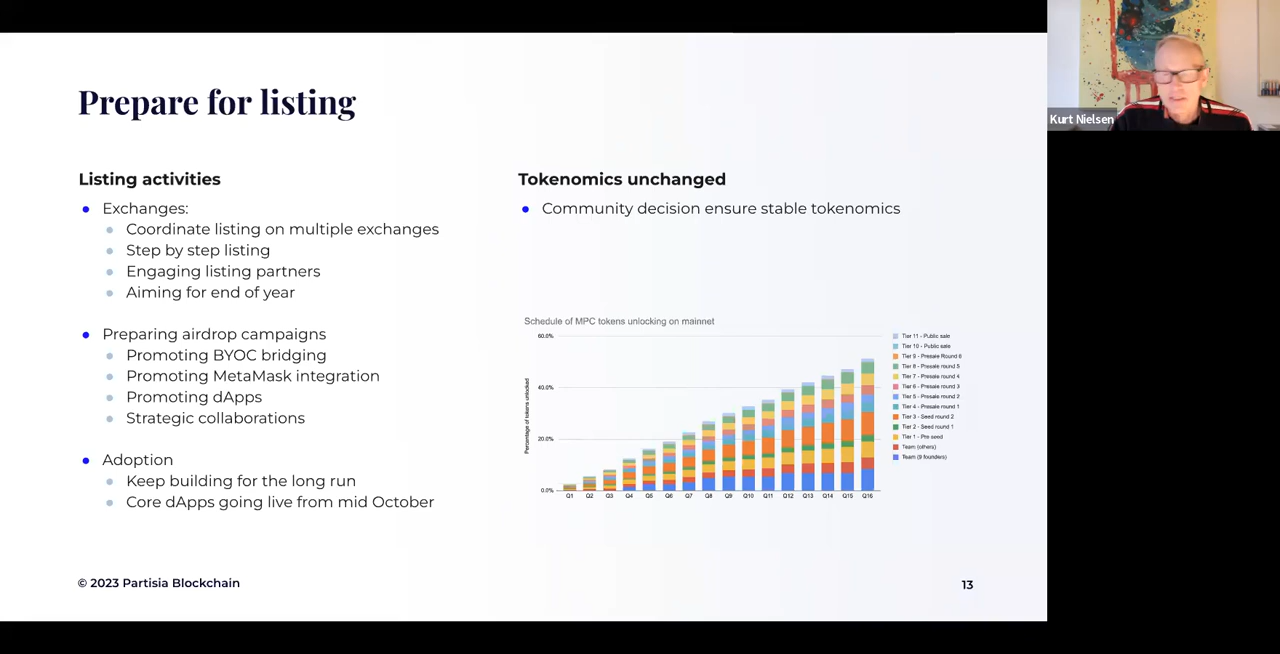 Prepare for listing
Kurt Nielsen
Listing activities
Exchanges:
Coordinate listing on multiple exchanges
Step by step listing
Engaging listing partners
Aiming for end of year
Preparing airdrop campaigns
Promoting BYOC bridging
Promoting MetaMask integration
Promoting dApps
Strategic collaborations
Adoption
Keep building for the long run
Core dApps going live from mid October
Tokenomics unchanged
Community decision ensure stable tokenomics
Schedule of MPC tokens unlocking on mainnet
Percentage of tokens unlocked
60.0%
40.0%
20.0%
0.0%
Q1 Q2 Q3 Q4 Q5 Q6 Q7 Q8 Q9 Q10 Q11 Q12 Q13 Q14 Q15 Q16
Tier 11 - Public sale
Tier 10 - Public sale
Tier 9 - Presale Round 6
Tier 8 - Presale round 5
Tier 7 - Presale round 4
Tier 6 - Presale round 3
Tier 5 - Presale round 2
Tier 4 - Presale round 1
Tier 3 - Seed round 2
Tier 2 - Seed round 1
Tier 1 - Pre seed
Team (others)
Team (9 founders)
© 2023 Partisia Blockchain
13